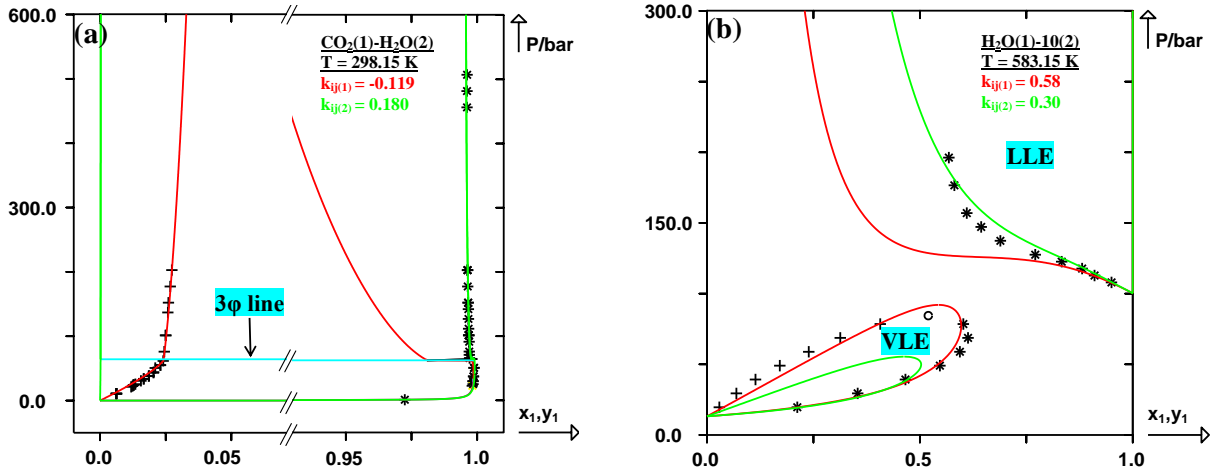 (a)
600.0
300.0
0.0
0.0
0.05
0.95
1.0
P/bar
x1,y1
CO2(1)-H2O(2)
T = 298.15 K
kij(1) = -0.119
kij(2) = 0.180
3φ line
(b)
300.0
150.0
0.0
0.0
0.5
1.0
P/bar
x1,y1
H2O(1)-10(2)
T = 583.15 K
kij(1) = 0.58
kij(2) = 0.30
LLE
VLE